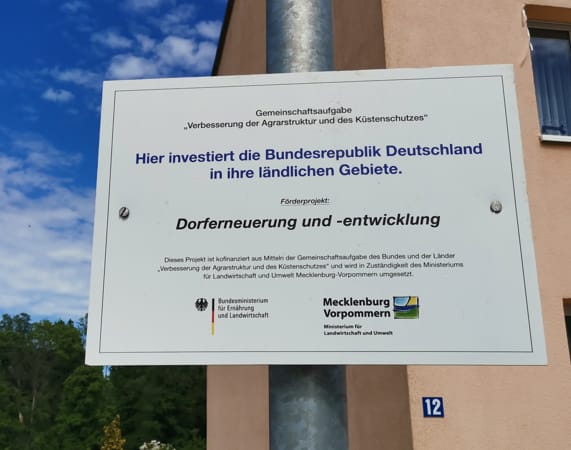 Gemeinschaftsaufgabe
„Verbesserung der Agrarstruktur und des Küstenschutzes"
Hier investiert die Bundesrepublik Deutschland
in ihre ländlichen Gebiete.
Förderprojekt:
Dorferneuerung und -entwicklung
Dieses Projekt ist kofinanziert aus Mitteln der Gemeinschaftsaufgabe des Bundes und der Länder
„Verbesserung der Agrarstruktur und des Küstenschutzes" und wird in Zuständigkeit des Ministeriums
für Landwirtschaft und Umwelt Mecklenburg-Vorpommern umgesetzt.
Bundesministerium
für Ernährung
und Landwirtschaft
Mecklenburg
Vorpommern
Ministerium für
Landwirtschaft und Umwelt
12